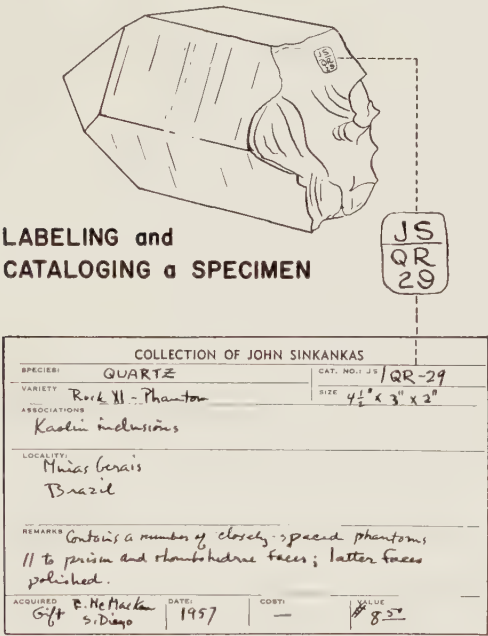 JS
QR
29
LABELING and
CATALOGING a SPECIMEN
JS
QR
29
COLLECTION OF JOHN SINKANKAS
SPECIES: QUARTZ CAT. NO.: JS / QR-29
VARIETY Rock Xl - Phantom SIZE 4½" x 3" x 2"
ASSOCIATIONS
Kaolin inclusions
LOCALITY:
Minas Gerais
Brazil
REMARKS Contains a number of closely-spaced phantoms
// to prism and rhombohedral faces; latter faces
polished.
ACQUIRED Gift DATE: 1957 COST: — VALUE $ 8.50
S. Diego